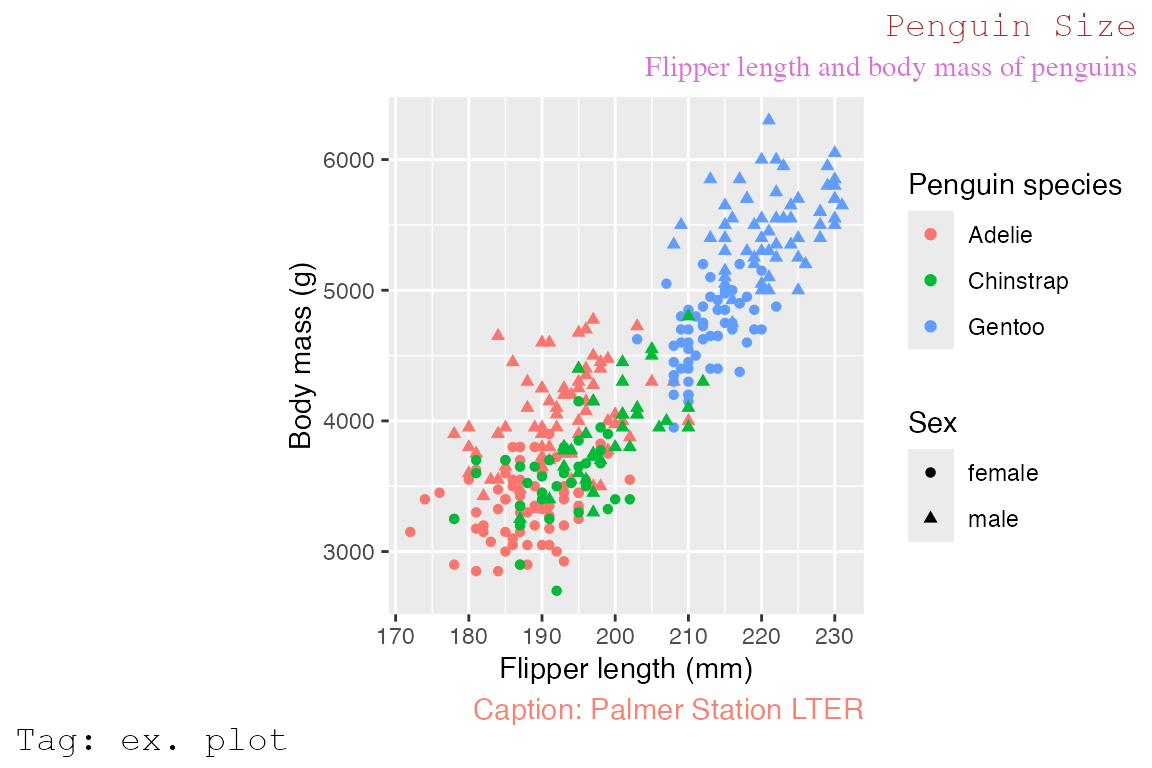 Penguin Size
Flipper length and body mass of penguins
Body mass (g)
6000
5000
4000
3000
170 180 190 200 210 220 230
Flipper length (mm)
Penguin species
Adelie
Chinstrap
Gentoo
Sex
female
male
Caption: Palmer Station LTER
Tag: ex. plot